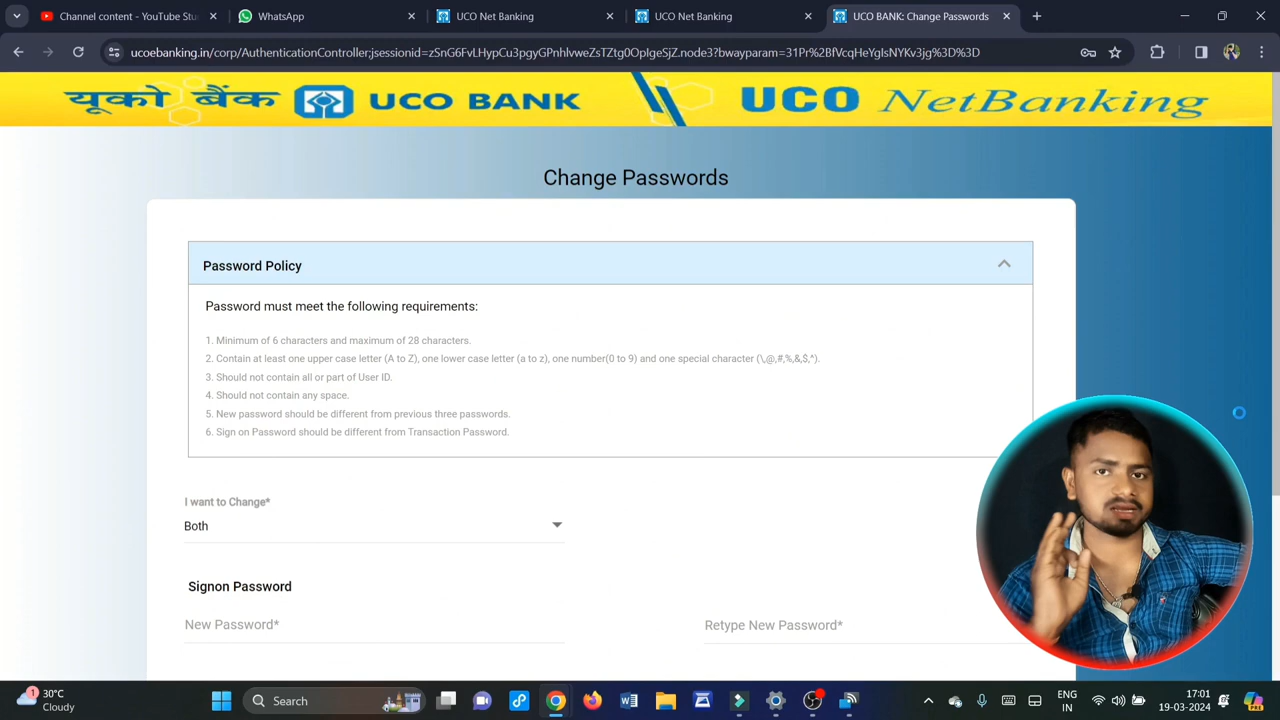 Channel content - YouTube Stu
WhatsApp
UCO Net Banking
UCO Net Banking
UCO BANK: Change Passwords
ucoebanking.in/corp/AuthenticationController;jsessionid=zSnG6FvLHypCu3pgyGPnhlvweZsTZtg0OpIgeSjZ.node3?bwayparam=31Pr%2BfVcqHeYgIsNYKv3jg%3D%3D
यूको बैंक UCO BANK
UCO NetBanking
Change Passwords
Password Policy
Password must meet the following requirements:
1. Minimum of 6 characters and maximum of 28 characters.
2. Contain at least one upper case letter (A to Z), one lower case letter (a to z), one number(0 to 9) and one special character (\,@,#,%,&,$,^).
3. Should not contain all or part of User ID.
4. Should not contain any space.
5. New password should be different from previous three passwords.
6. Sign on Password should be different from Transaction Password.
I want to Change*
Both
Signon Password
New Password*
Retype New Password*
1
30°C
Cloudy
Search
ENG
IN
17:01
19-03-2024